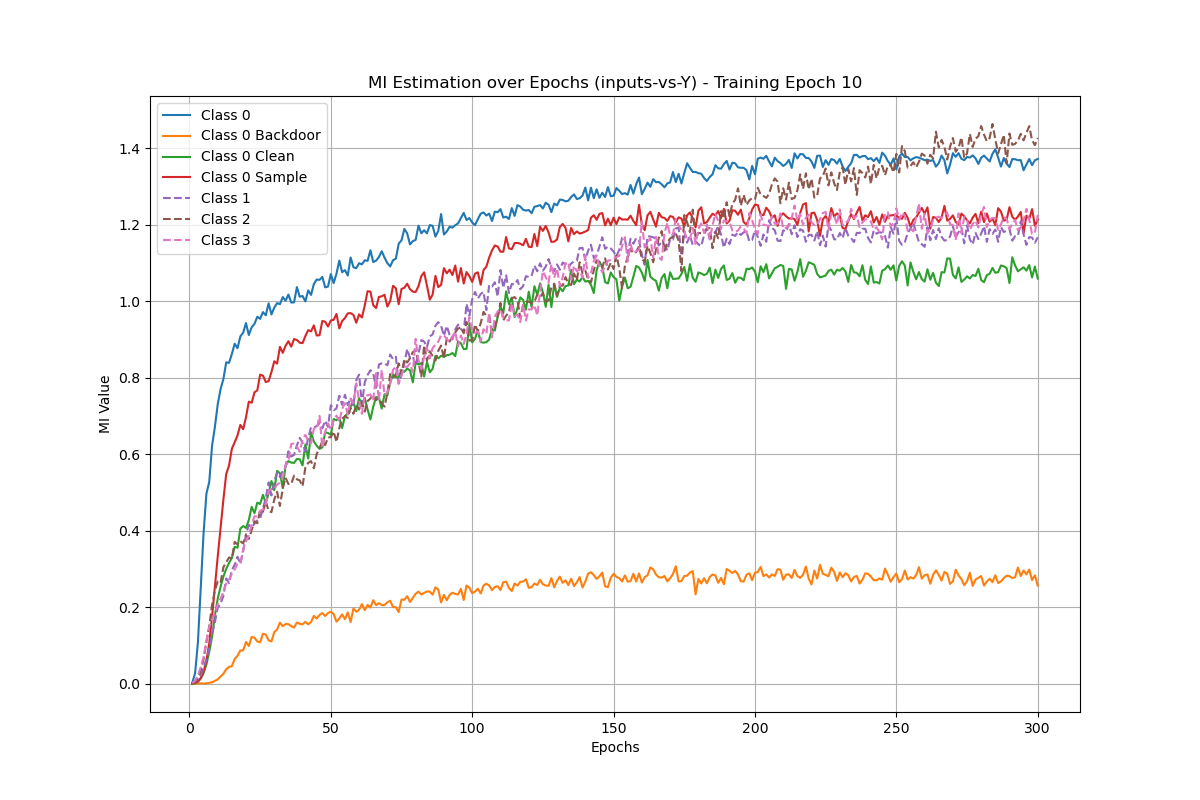 MI Estimation over Epochs (inputs-vs-Y) - Training Epoch 10
Class 0
Class 0 Backdoor
Class 0 Clean
Class 0 Sample
Class 1
Class 2
Class 3
MI Value
1.4
1.2
1.0
0.8
0.6
0.4
0.2
0.0
0 50 100 150 200 250 300
Epochs